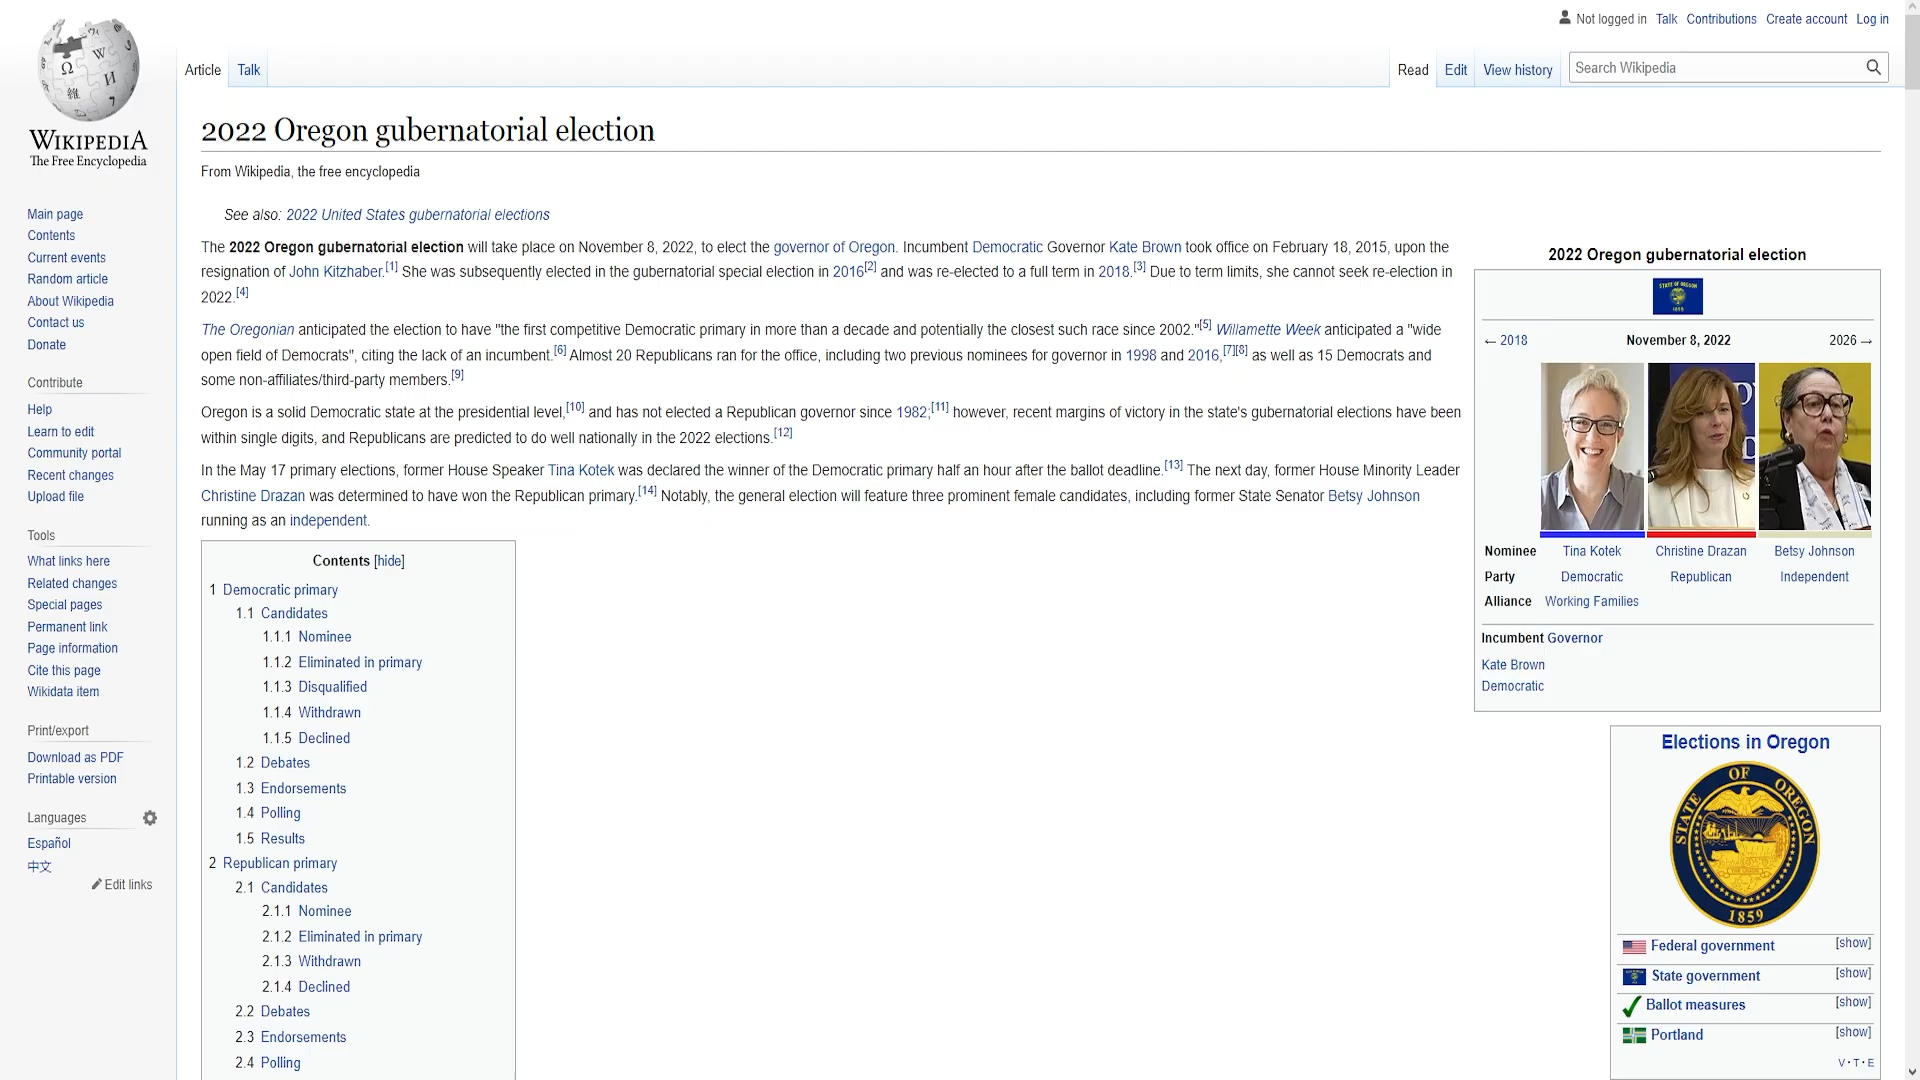 Not logged in Talk Contributions Create account Log in
Article Talk
Read Edit View history Search Wikipedia
WIKIPEDIA
The Free Encyclopedia
Main page
Contents
Current events
Random article
About Wikipedia
Contact us
Donate
Contribute
Help
Learn to edit
Community portal
Recent changes
Upload file
Tools
What links here
Related changes
Special pages
Permanent link
Page information
Cite this page
Wikidata item
Print/export
Download as PDF
Printable version
Languages
Español
中文
Edit links
2022 Oregon gubernatorial election
From Wikipedia, the free encyclopedia
See also: 2022 United States gubernatorial elections
The 2022 Oregon gubernatorial election will take place on November 8, 2022, to elect the governor of Oregon. Incumbent Democratic Governor Kate Brown took office on February 18, 2015, upon the
resignation of John Kitzhaber.[1] She was subsequently elected in the gubernatorial special election in 2016[2] and was re-elected to a full term in 2018.[3] Due to term limits, she cannot seek re-election in
2022.[4]
The Oregonian anticipated the election to have "the first competitive Democratic primary in more than a decade and potentially the closest such race since 2002."[5] Willamette Week anticipated a "wide
open field of Democrats", citing the lack of an incumbent.[6] Almost 20 Republicans ran for the office, including two previous nominees for governor in 1998 and 2016,[7][8] as well as 15 Democrats and
some non-affiliates/third-party members.[9]
Oregon is a solid Democratic state at the presidential level,[10] and has not elected a Republican governor since 1982;[11] however, recent margins of victory in the state's gubernatorial elections have been
within single digits, and Republicans are predicted to do well nationally in the 2022 elections.[12]
In the May 17 primary elections, former House Speaker Tina Kotek was declared the winner of the Democratic primary half an hour after the ballot deadline.[13] The next day, former House Minority Leader
Christine Drazan was determined to have won the Republican primary.[14] Notably, the general election will feature three prominent female candidates, including former State Senator Betsy Johnson
running as an independent.
Contents [hide]
1 Democratic primary
1.1 Candidates
1.1.1 Nominee
1.1.2 Eliminated in primary
1.1.3 Disqualified
1.1.4 Withdrawn
1.1.5 Declined
1.2 Debates
1.3 Endorsements
1.4 Polling
1.5 Results
2 Republican primary
2.1 Candidates
2.1.1 Nominee
2.1.2 Eliminated in primary
2.1.3 Withdrawn
2.1.4 Declined
2.2 Debates
2.3 Endorsements
2.4 Polling
2022 Oregon gubernatorial election
STATE OF OREGON
1859
← 2018 November 8, 2022 2026 →
Nominee Tina Kotek Christine Drazan Betsy Johnson
Party Democratic Republican Independent
Alliance Working Families
Incumbent Governor
Kate Brown
Democratic
Elections in Oregon
STATE OF OREGON
1859
Federal government [show]
State government [show]
Ballot measures [show]
Portland [show]
V · T · E